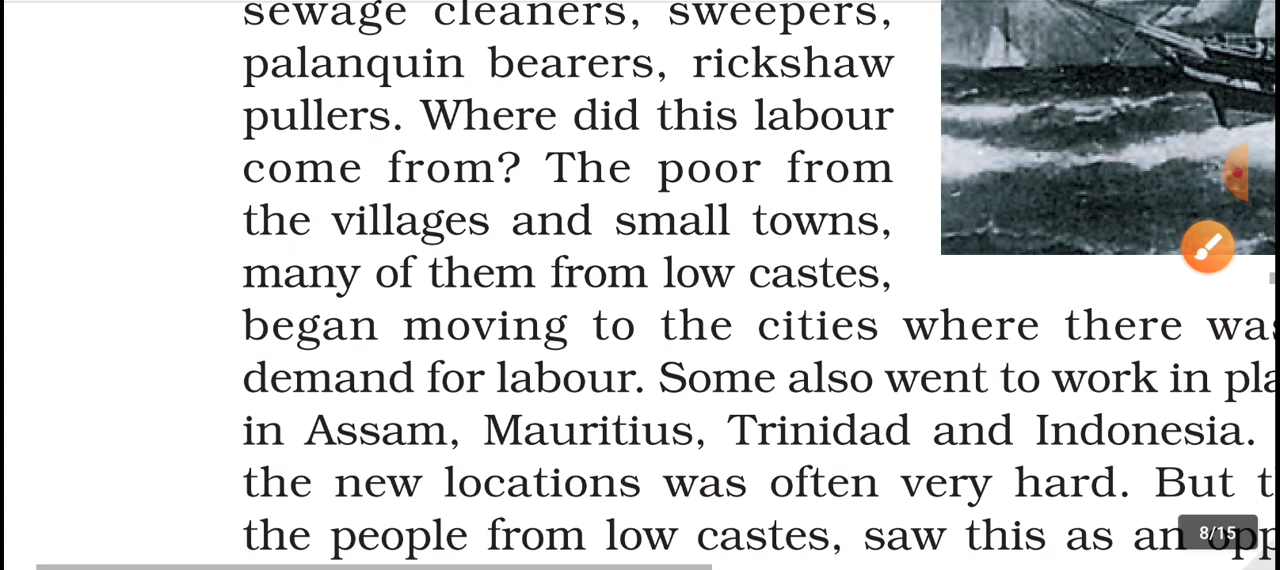 sewage cleaners, sweepers,
palanquin bearers, rickshaw
pullers. Where did this labour
come from? The poor from
the villages and small towns,
many of them from low castes,
began moving to the cities where there was
demand for labour. Some also went to work in
in Assam, Mauritius, Trinidad and Indonesia.
the new locations was often very hard. But
the people from low castes, saw this as an
8/15